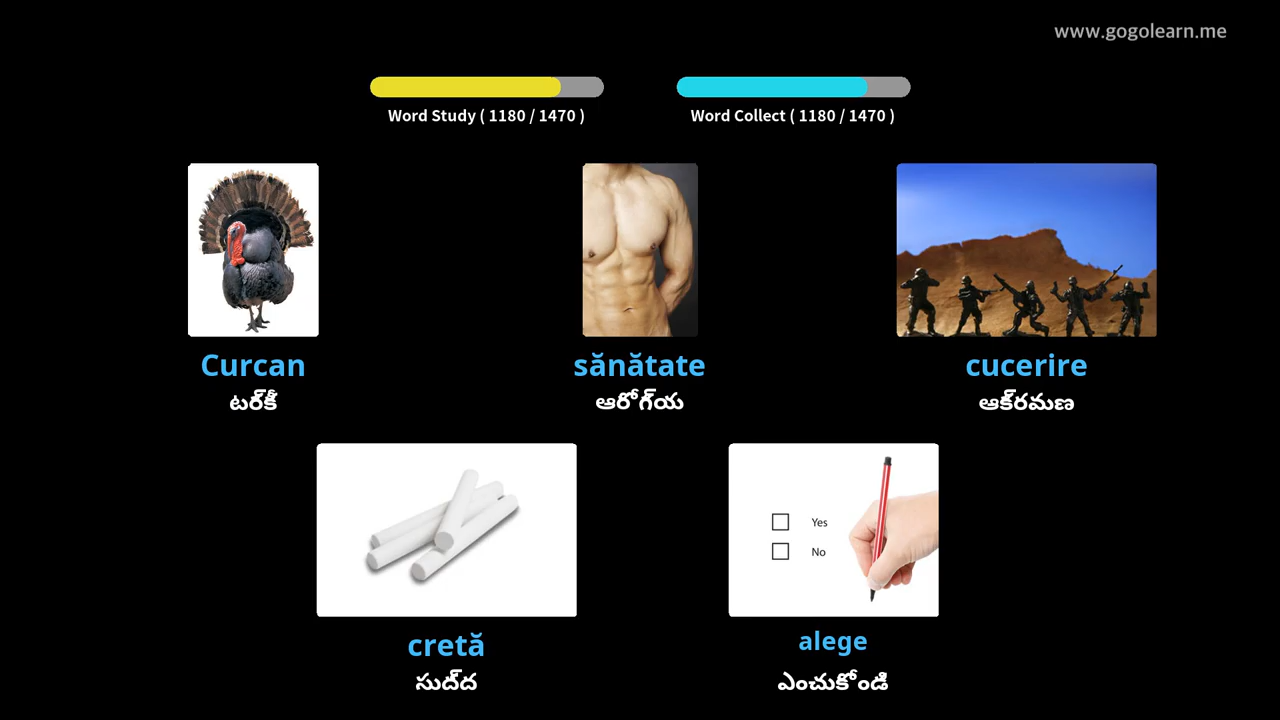 www.gogolearn.me
Word Study ( 1180 / 1470 )
Word Collect ( 1180 / 1470 )
Curcan
sănătate
cucerire
టర్‌కీ
ఆరోగ్‌య
ఆక్‌రమణ
Yes
No
cretă
alege
సుద్‌ద
ఎంచుకోండి